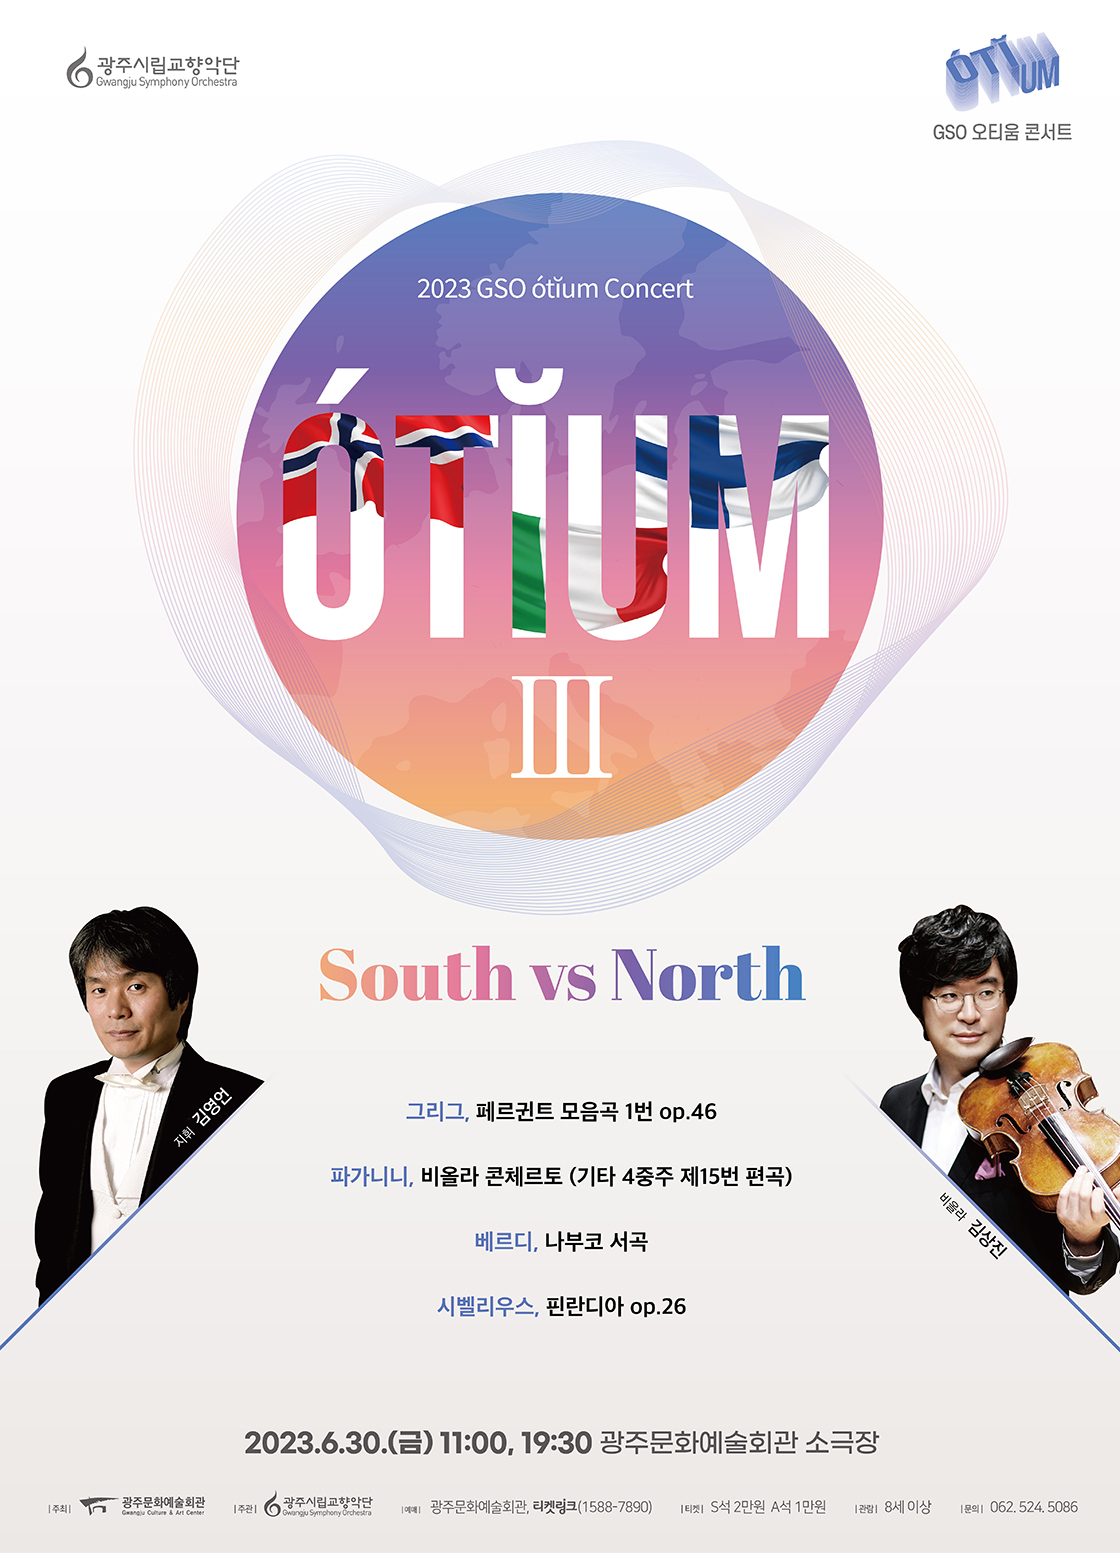 광주시립교향악단
Gwangju Symphony Orchestra
ÓTĬUM
GSO 오티움 콘서트
2023 GSO ótĭum Concert
ÓTĬUM
III
South vs North
지휘 김영언
비올라 김상진
그리그, 페르귄트 모음곡 1번 op.46
파가니니, 비올라 콘체르토 (기타 4중주 제15번 편곡)
베르디, 나부코 서곡
시벨리우스, 핀란디아 op.26
2023.6.30.(금) 11:00, 19:30 광주문화예술회관 소극장
|주최| 광주문화예술회관 Gwangju Culture & Art Center |주관| 광주시립교향악단 Gwangju Symphony Orchestra |예매| 광주문화예술회관, 티켓링크(1588-7890) |티켓| S석 2만원 A석 1만원 |관람| 8세 이상 |문의| 062. 524. 5086